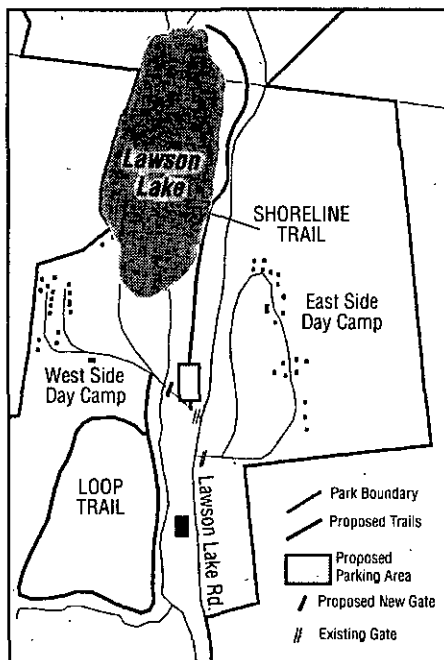 Lawson
Lake
SHORELINE
TRAIL
East Side
Day Camp
West Side
Day Camp
LOOP
TRAIL
Lawson Lake Rd.
Park Boundary
Proposed Trails
Proposed
Parking Area
Proposed New Gate
Existing Gate